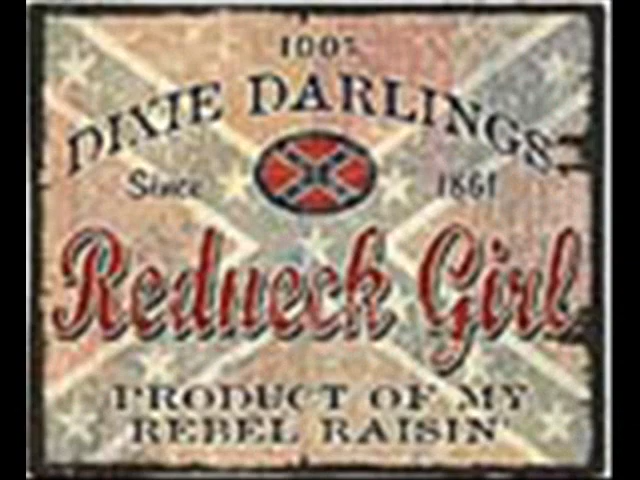 100%
DIXIE DARLINGS
Since 1861
Redneck Girl
PRODUCT OF MY
REBEL RAISIN'